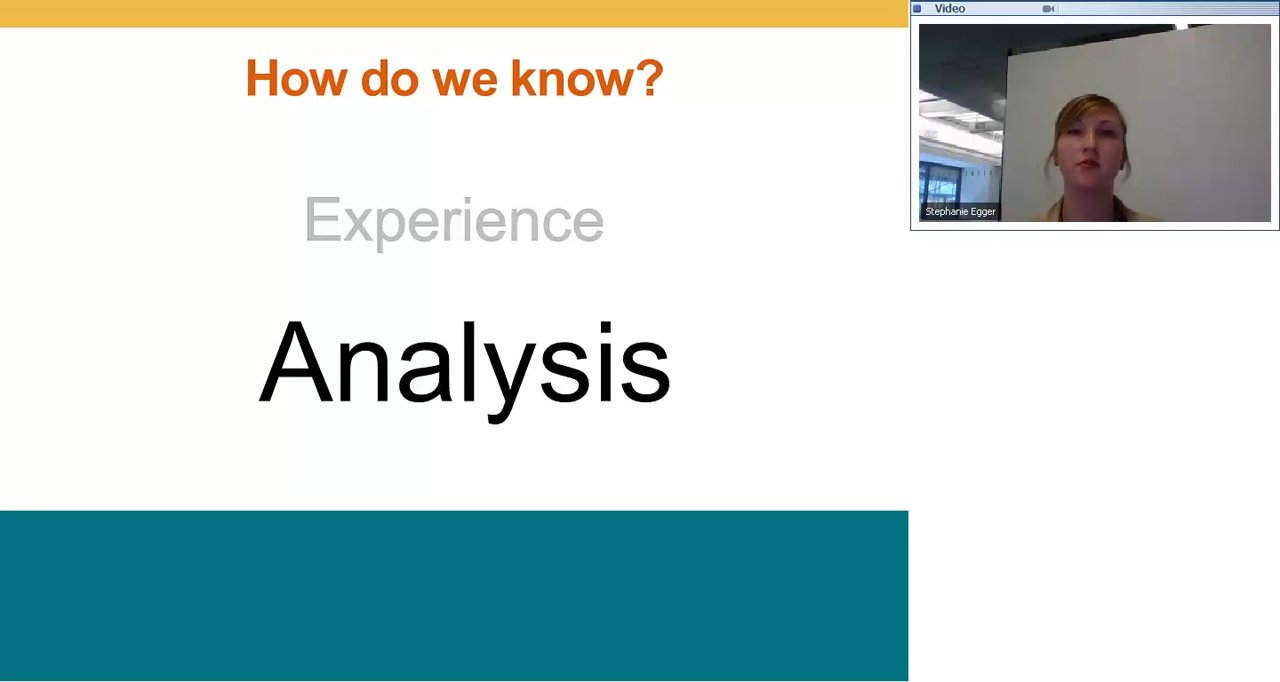 How do we know?
Experience
Analysis
Video
Stephanie Egger